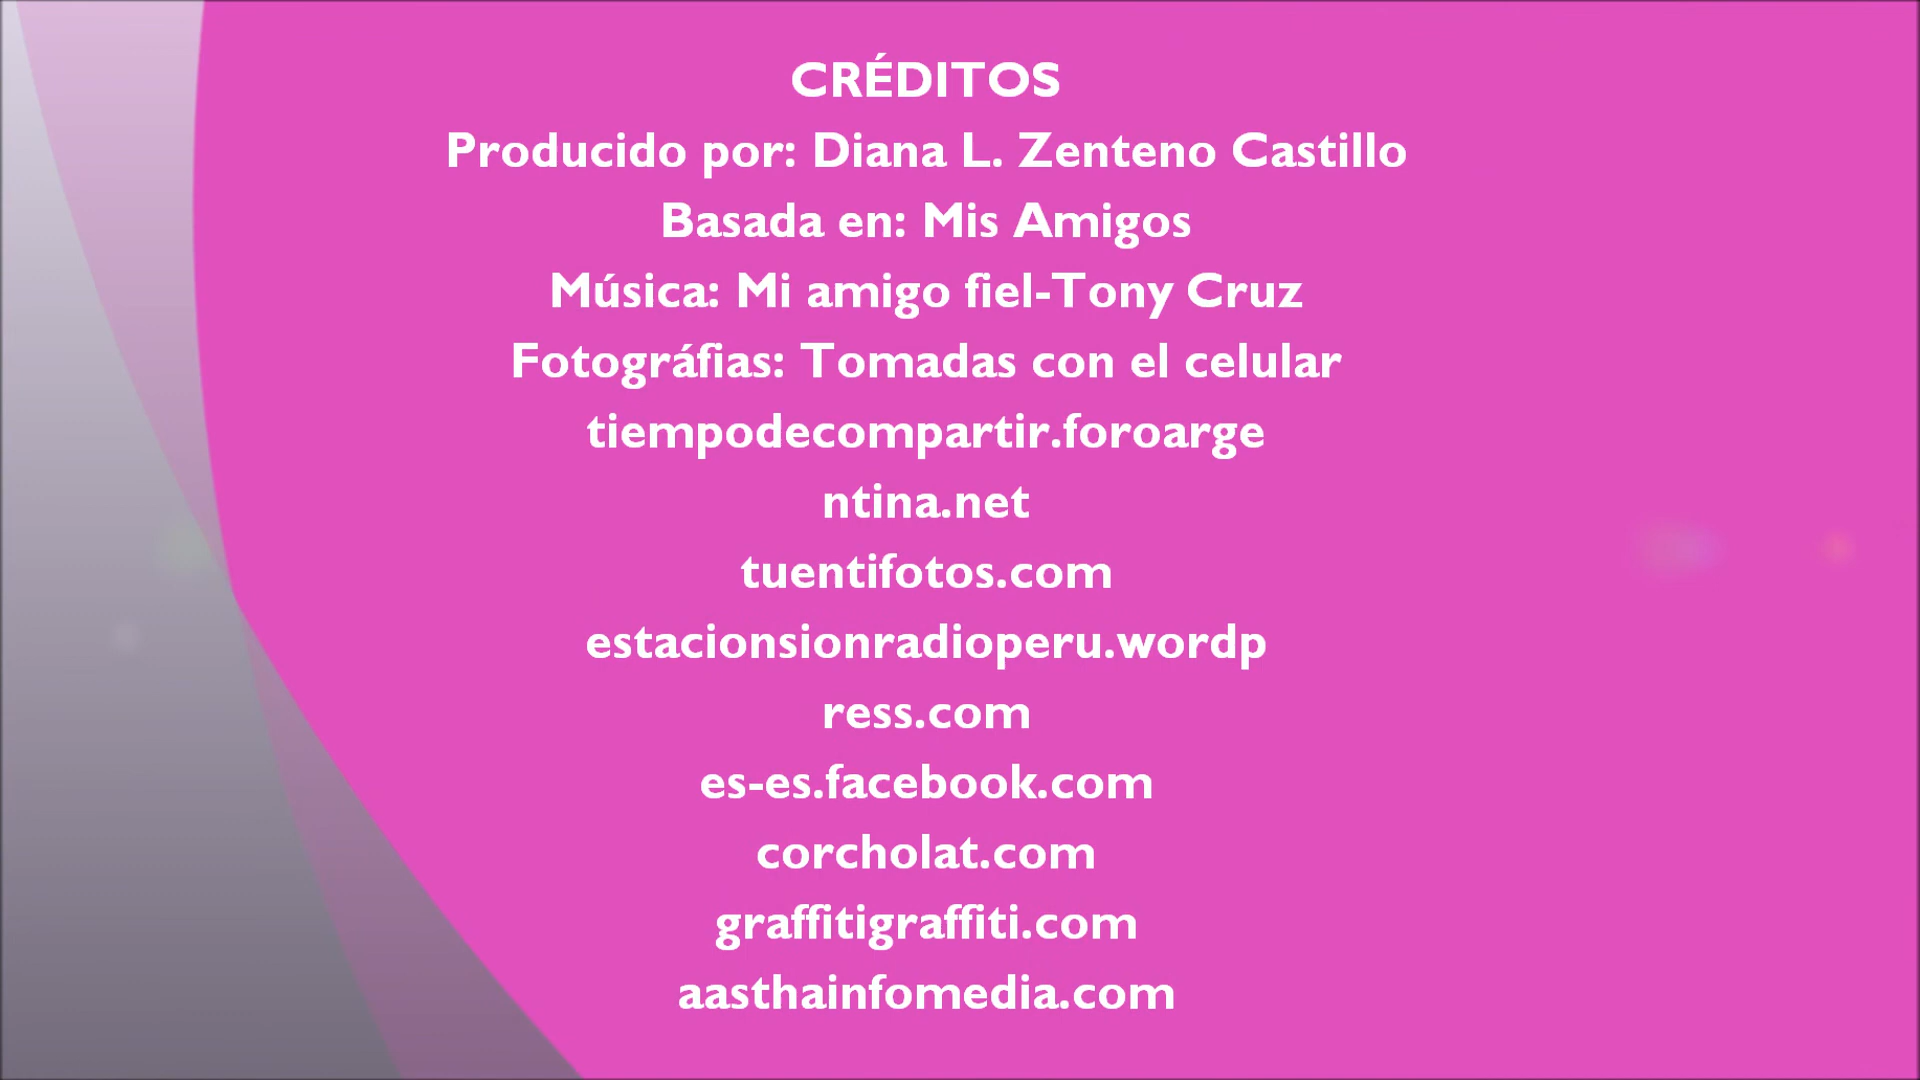 CRÉDITOS
Producido por: Diana L. Zenteno Castillo
Basada en: Mis Amigos
Música: Mi amigo fiel-Tony Cruz
Fotográfias: Tomadas con el celular
tiempodecompartir.foroarge
ntina.net
tuentifotos.com
estacionsionradioperu.wordp
ress.com
es-es.facebook.com
corcholat.com
graffitigraffiti.com
aasthainfomedia.com